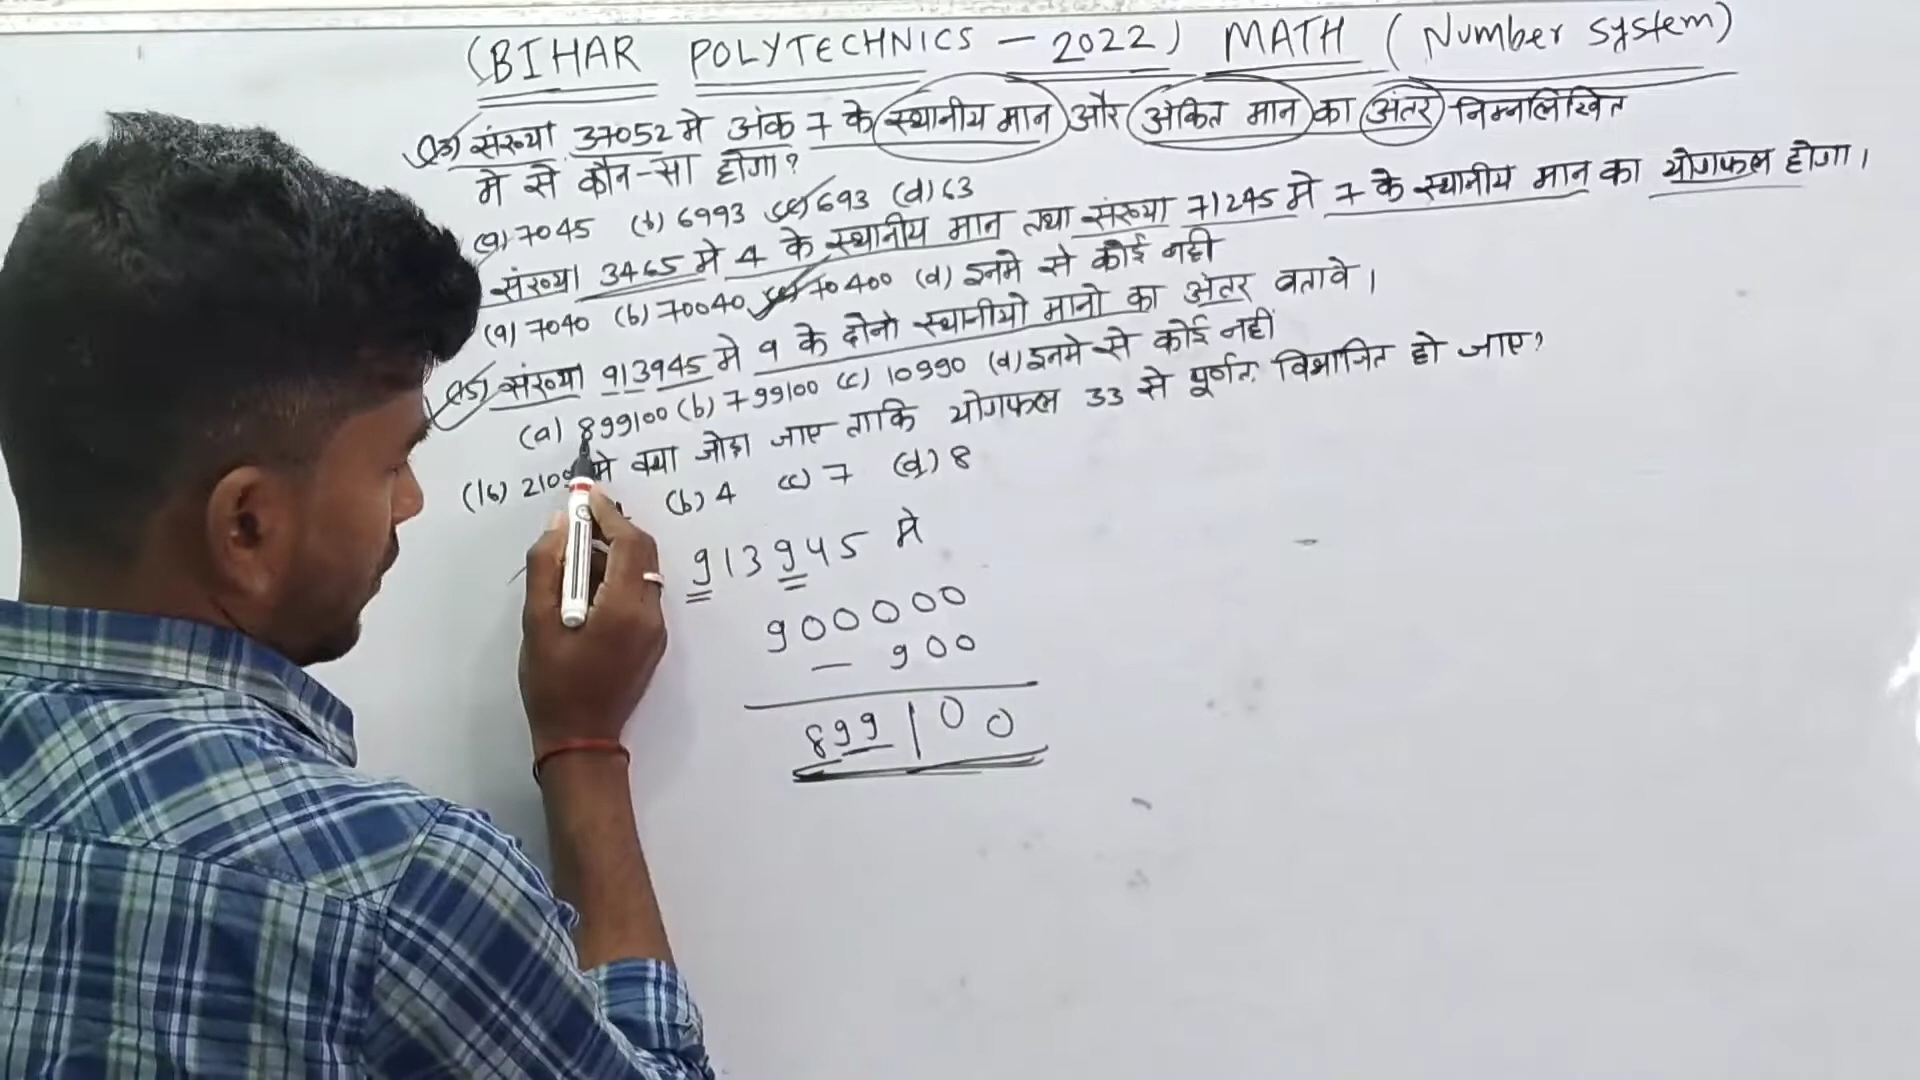 (BIHAR POLYTECHNICS - 2022) MATH (Number system)
संख्या 37052 मे अंक 7 के स्थानीय मान और अंकित मान का अंतर निम्नलिखित
मे से कौन-सा होगा?
(a) 7045 (b) 6993 (c) 693 (d) 63
संख्या 3465 मे 4 के स्थानीय मान तथा संख्या 71245 मे 7 के स्थानीय मान का योगफल होगा।
(a) 7040 (b) 70040 (c) 70400 (d) इनमे से कोई नही
(15) संख्या 913945 मे 9 के दोनो स्थानीयो मानो का अंतर बतावे।
(a) 899100 (b) 799100 (c) 10990 (d) इनमे से कोई नहीं
(16) मे क्या जोड़ा जाए ताकि योगफल 33 से पूर्णतः विभाजित हो जाए?
(b) 4 (c) 7 (d) 8
913945 मे
900000
- 900
899100